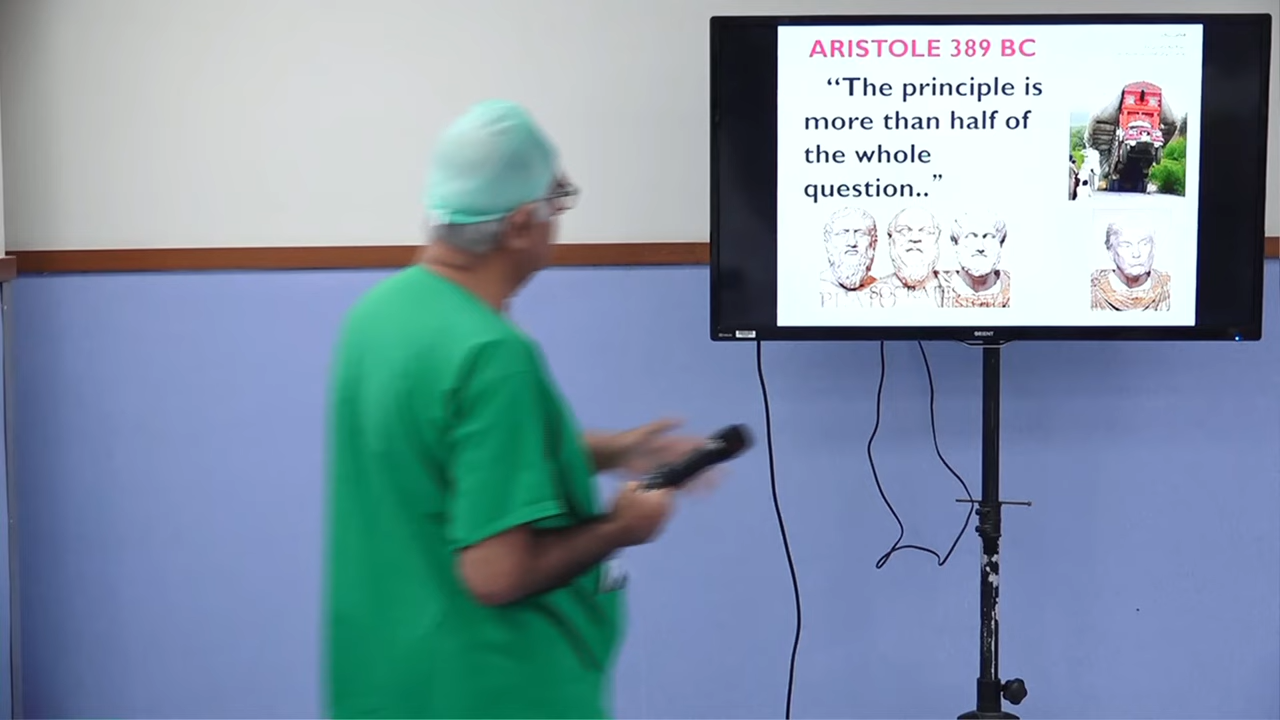 ARISTOLE 389 BC
“The principle is
more than half of
the whole
question..”